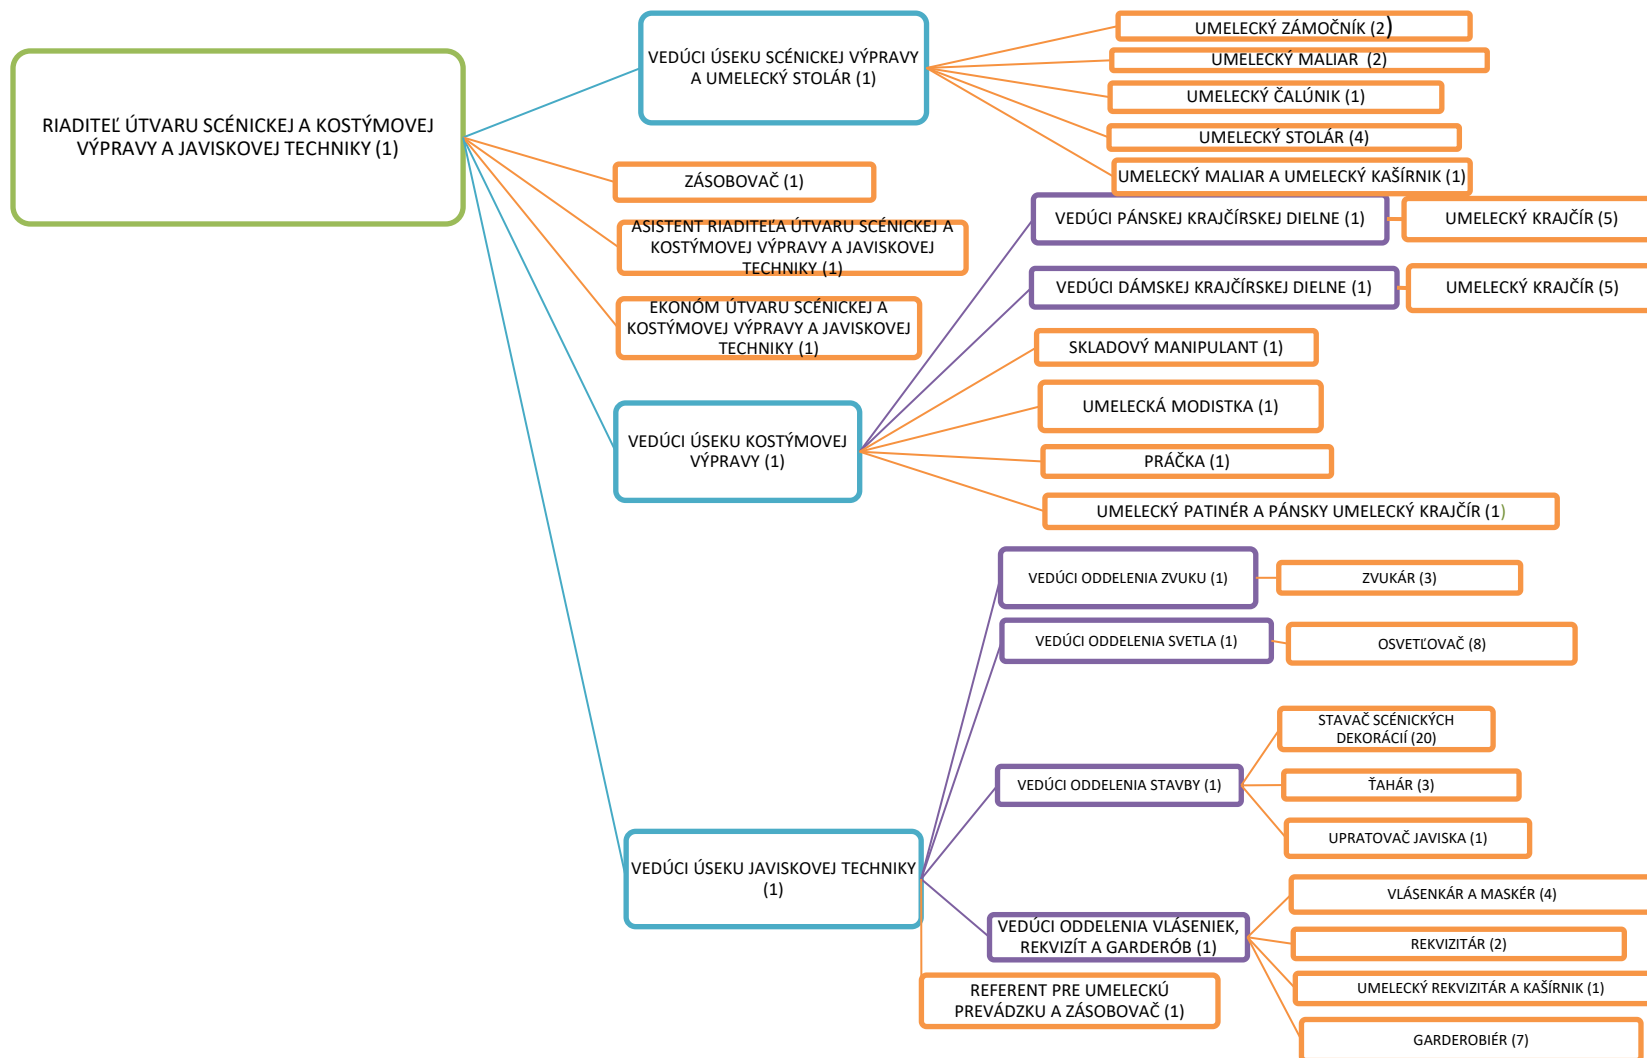 RIADITEĽ ÚTVARU SCÉNICKEJ A KOSTÝMOVEJ
VÝPRAVY A JAVISKOVEJ TECHNIKY (1)
VEDÚCI ÚSEKU SCÉNICKEJ VÝPRAVY
A UMELECKÝ STOLÁR (1)
UMELECKÝ ZÁMOČNÍK (2)
UMELECKÝ MALIAR  (2)
UMELECKÝ ČALÚNIK (1)
UMELECKÝ STOLÁR (4)
UMELECKÝ MALIAR A UMELECKÝ KAŠÍRNIK (1)
ZÁSOBOVAČ (1)
ASISTENT RIADITEĽA ÚTVARU SCÉNICKEJ A
KOSTÝMOVEJ VÝPRAVY A JAVISKOVEJ
TECHNIKY (1)
EKONÓM ÚTVARU SCÉNICKEJ A
KOSTÝMOVEJ VÝPRAVY A JAVISKOVEJ
TECHNIKY (1)
VEDÚCI ÚSEKU KOSTÝMOVEJ
VÝPRAVY (1)
VEDÚCI PÁNSKEJ KRAJČÍRSKEJ DIELNE (1)
UMELECKÝ KRAJČÍR (5)
VEDÚCI DÁMSKEJ KRAJČÍRSKEJ DIELNE (1)
UMELECKÝ KRAJČÍR (5)
SKLADOVÝ MANIPULANT (1)
UMELECKÁ MODISTKA (1)
PRÁČKA (1)
UMELECKÝ PATINÉR A PÁNSKY UMELECKÝ KRAJČÍR (1)
VEDÚCI ÚSEKU JAVISKOVEJ TECHNIKY
(1)
VEDÚCI ODDELENIA ZVUKU (1)
ZVUKÁR (3)
VEDÚCI ODDELENIA SVETLA (1)
OSVETĽOVAČ (8)
VEDÚCI ODDELENIA STAVBY (1)
STAVAČ SCÉNICKÝCH
DEKORÁCIÍ (20)
ŤAHÁR (3)
UPRATOVAČ JAVISKA (1)
VEDÚCI ODDELENIA VLÁSENIEK,
REKVIZÍT A GARDERÓB (1)
VLÁSENKÁR A MASKÉR (4)
REKVIZITÁR (2)
UMELECKÝ REKVIZITÁR A KAŠÍRNIK (1)
GARDEROBIÉR (7)
REFERENT PRE UMELECKÚ
PREVÁDZKU A ZÁSOBOVAČ (1)